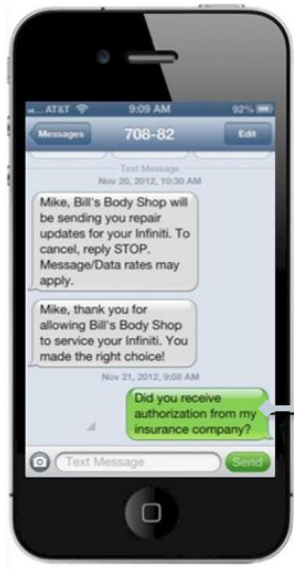 AT&T 9:09 AM 92%
Messages 708-82 Edit
Text Message
Nov 20, 2012, 10:30 AM
Mike, Bill's Body Shop will
be sending you repair
updates for your Infiniti. To
cancel, reply STOP.
Message/Data rates may
apply.
Mike, thank you for
allowing Bill's Body Shop
to service your Infiniti. You
made the right choice!
Nov 21, 2012, 9:08 AM
Did you receive
authorization from my
insurance company?
Text Message Send